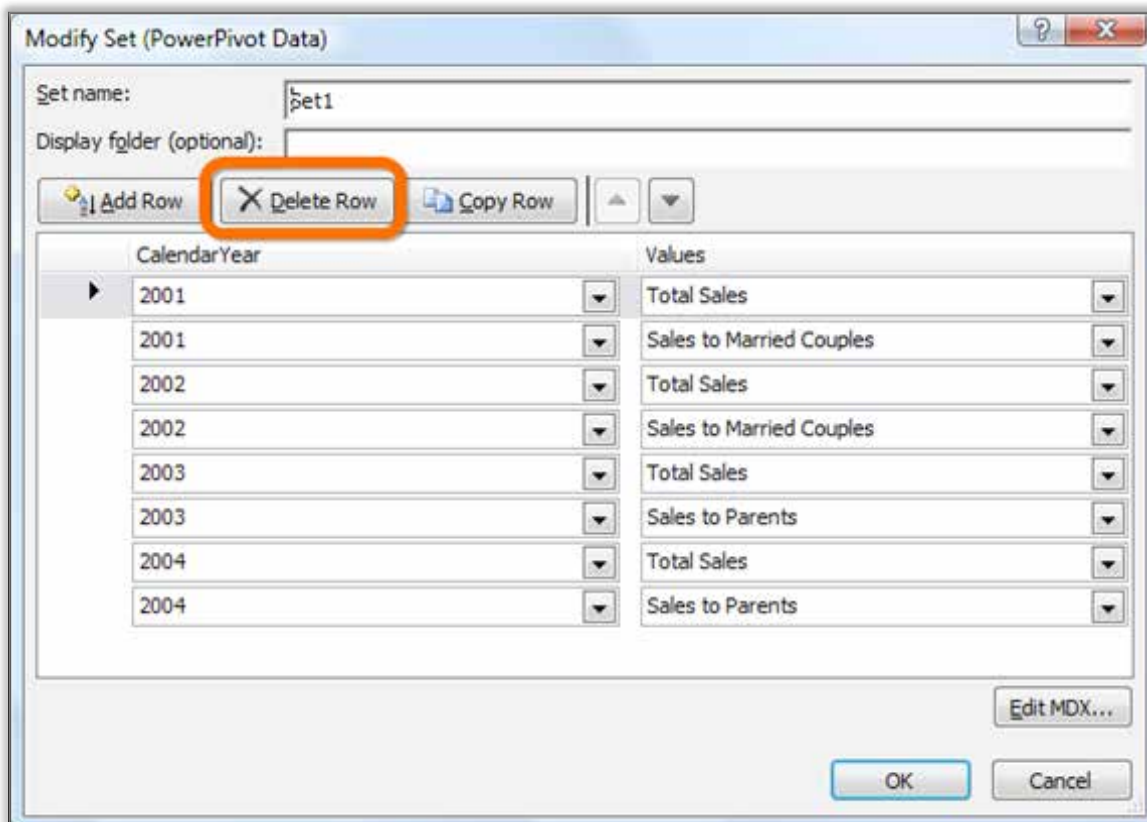 Modify Set (PowerPivot Data)
Set name: Set1
Display folder (optional):
Add Row Delete Row Copy Row
CalendarYear Values
2001 Total Sales
2001 Sales to Married Couples
2002 Total Sales
2002 Sales to Married Couples
2003 Total Sales
2003 Sales to Parents
2004 Total Sales
2004 Sales to Parents
Edit MDX...
OK Cancel